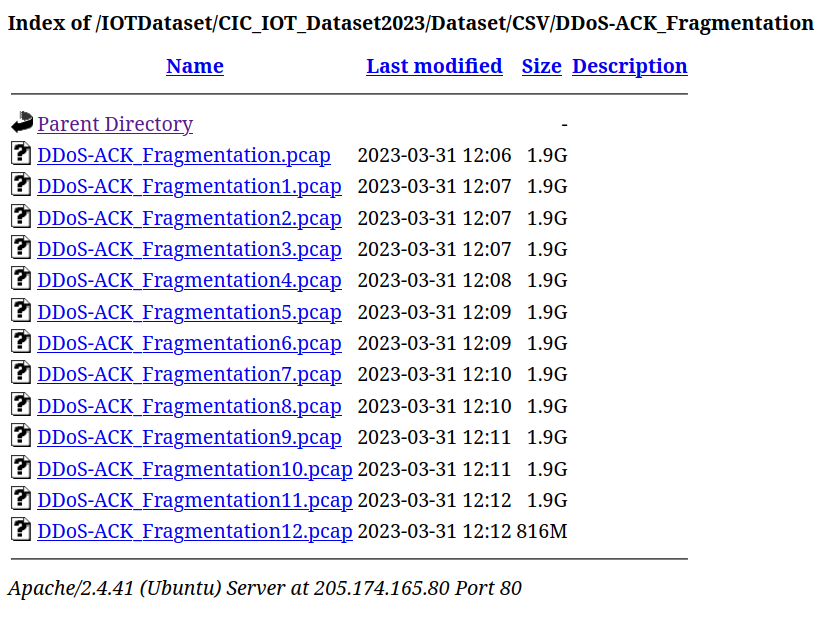 Index of /IOTDataset/CIC_IOT_Dataset2023/Dataset/CSV/DDoS-ACK_Fragmentation
Name Last modified Size Description
Parent Directory -
DDoS-ACK_Fragmentation.pcap 2023-03-31 12:06 1.9G
DDoS-ACK_Fragmentation1.pcap 2023-03-31 12:07 1.9G
DDoS-ACK_Fragmentation2.pcap 2023-03-31 12:07 1.9G
DDoS-ACK_Fragmentation3.pcap 2023-03-31 12:07 1.9G
DDoS-ACK_Fragmentation4.pcap 2023-03-31 12:08 1.9G
DDoS-ACK_Fragmentation5.pcap 2023-03-31 12:09 1.9G
DDoS-ACK_Fragmentation6.pcap 2023-03-31 12:09 1.9G
DDoS-ACK_Fragmentation7.pcap 2023-03-31 12:10 1.9G
DDoS-ACK_Fragmentation8.pcap 2023-03-31 12:10 1.9G
DDoS-ACK_Fragmentation9.pcap 2023-03-31 12:11 1.9G
DDoS-ACK_Fragmentation10.pcap 2023-03-31 12:11 1.9G
DDoS-ACK_Fragmentation11.pcap 2023-03-31 12:12 1.9G
DDoS-ACK_Fragmentation12.pcap 2023-03-31 12:12 816M
Apache/2.4.41 (Ubuntu) Server at 205.174.165.80 Port 80